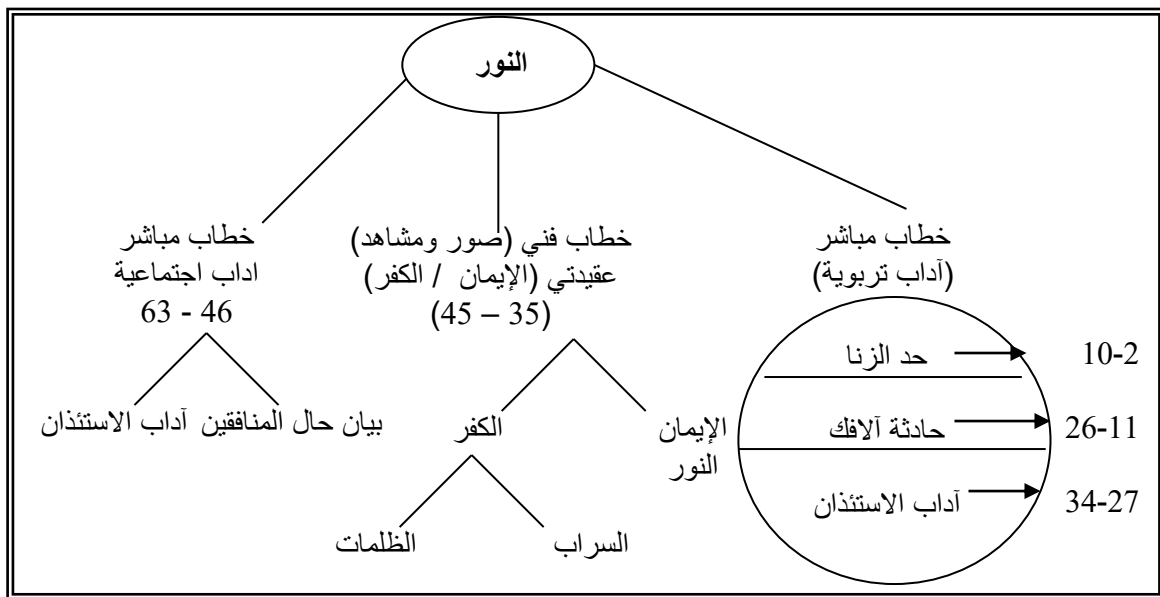 النور
خطاب مباشر
(آداب تربوية)
حد الزنا
10-2
حادثة آلافك
26-11
آداب الاستئذان
34-27
خطاب فني (صور ومشاهد)
عقيدتي (الإيمان / الكفر)
(35 – 45)
الإيمان
النور
الكفر
السراب
الظلمات
خطاب مباشر
اداب اجتماعية
46 - 63
بيان حال المنافقين
آداب الاستئذان